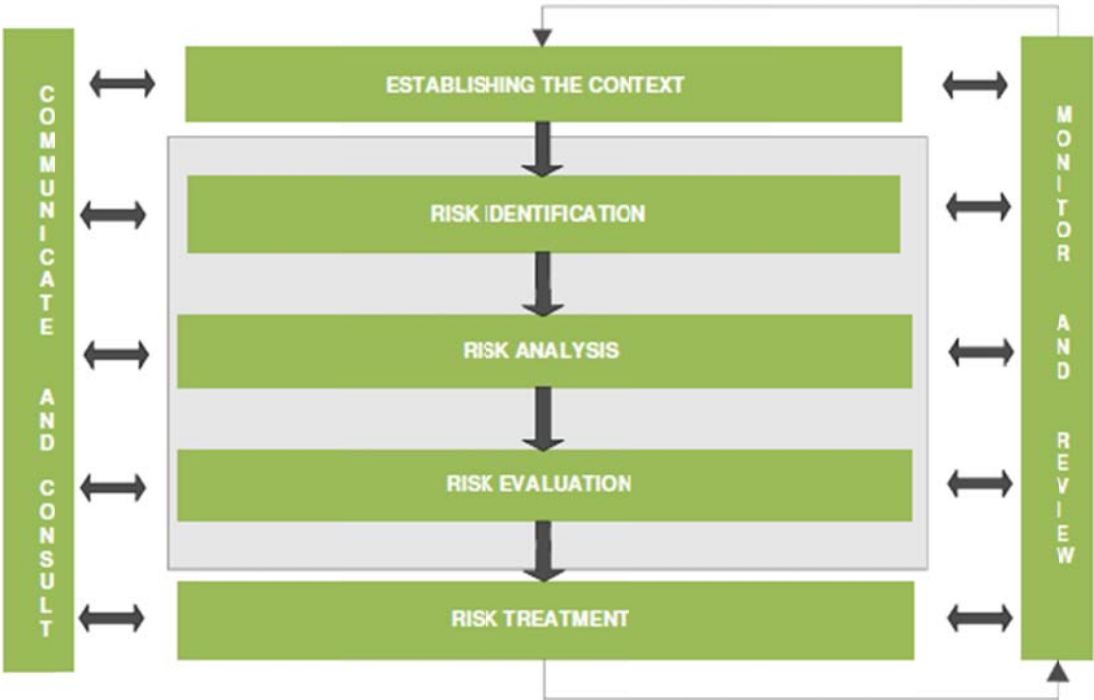 COMMUNICATE AND CONSULT
ESTABLISHING THE CONTEXT
RISK IDENTIFICATION
RISK ANALYSIS
RISK EVALUATION
RISK TREATMENT
MONITOR AND REVIEW